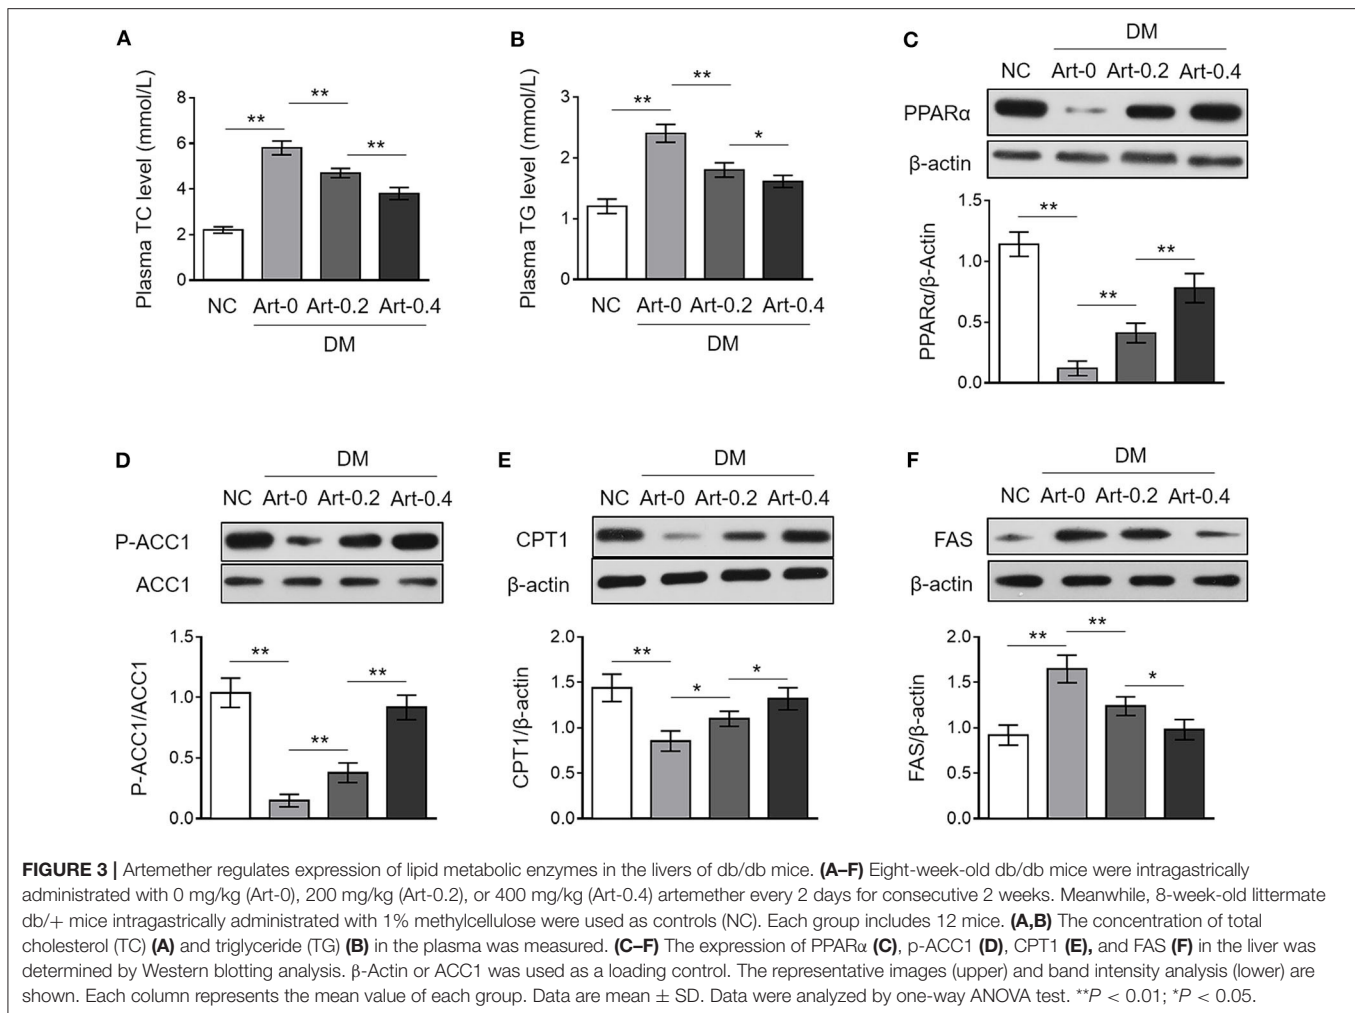 A
Plasma TC level (mmol/L)
8
6
4
2
0
**
**
**
NC Art-0 Art-0.2 Art-0.4
DM
B
Plasma TG level (mmol/L)
3
2
1
0
**
**
*
NC Art-0 Art-0.2 Art-0.4
DM
C
DM
NC Art-0 Art-0.2 Art-0.4
PPARα
β-actin
PPARα/β-Actin
1.5
1.0
0.5
0.0
**
**
**
D
DM
NC Art-0 Art-0.2 Art-0.4
P-ACC1
ACC1
P-ACC1/ACC1
1.5
1.0
0.5
0.0
**
**
**
E
DM
NC Art-0 Art-0.2 Art-0.4
CPT1
β-actin
CPT1/β-actin
2.0
1.5
1.0
0.5
0.0
**
*
*
F
DM
NC Art-0 Art-0.2 Art-0.4
FAS
β-actin
FAS/β-actin
2.0
1.5
1.0
0.5
0.0
**
**
*
FIGURE 3 | Artemether regulates expression of lipid metabolic enzymes in the livers of db/db mice. (A–F) Eight-week-old db/db mice were intragastrically
administrated with 0 mg/kg (Art-0), 200 mg/kg (Art-0.2), or 400 mg/kg (Art-0.4) artemether every 2 days for consecutive 2 weeks. Meanwhile, 8-week-old littermate
db/+ mice intragastrically administrated with 1% methylcellulose were used as controls (NC). Each group includes 12 mice. (A,B) The concentration of total
cholesterol (TC) (A) and triglyceride (TG) (B) in the plasma was measured. (C–F) The expression of PPARα (C), p-ACC1 (D), CPT1 (E), and FAS (F) in the liver was
determined by Western blotting analysis. β-Actin or ACC1 was used as a loading control. The representative images (upper) and band intensity analysis (lower) are
shown. Each column represents the mean value of each group. Data are mean ± SD. Data were analyzed by one-way ANOVA test. **P < 0.01; *P < 0.05.